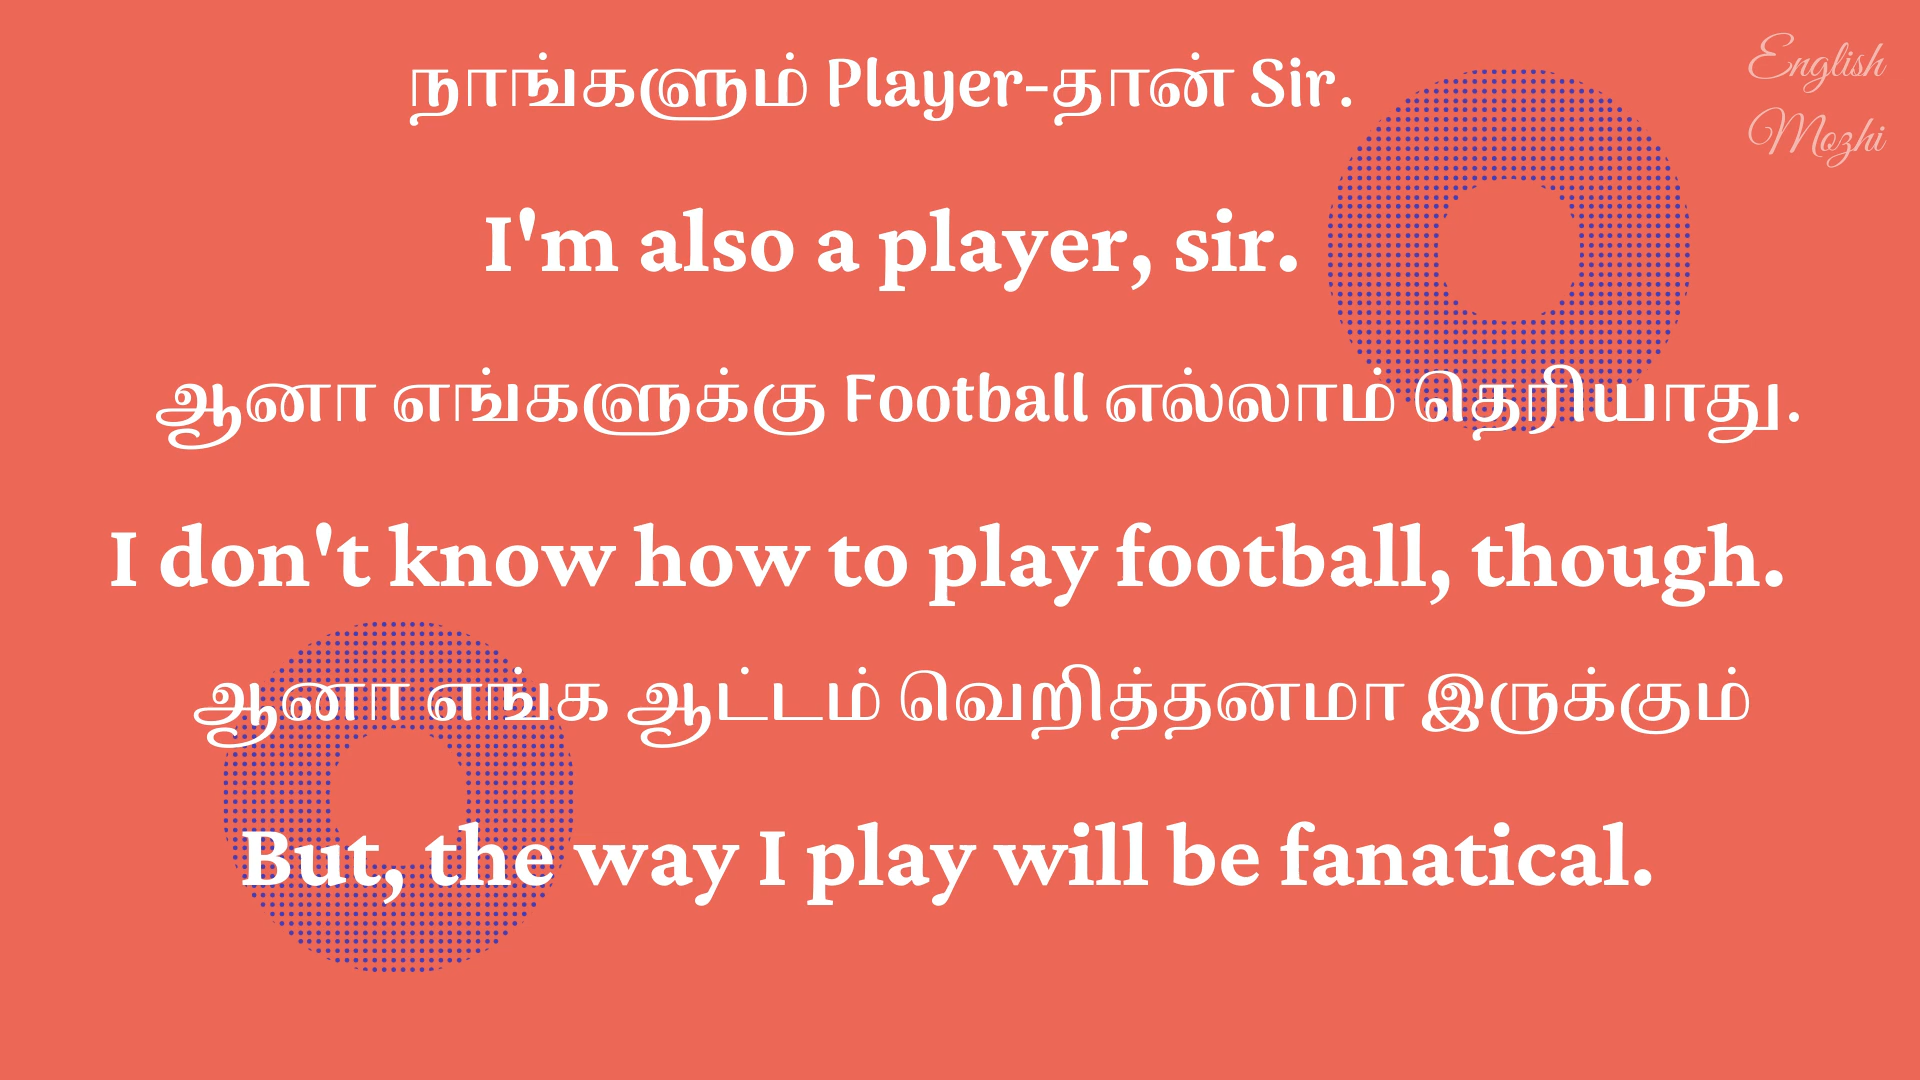 நாங்களும் Player-தான் Sir.
English
Mozhi
I'm also a player, sir.
ஆனா எங்களுக்கு Football எல்லாம் தெரியாது.
I don't know how to play football, though.
ஆனா எங்க ஆட்டம் வெறித்தனமா இருக்கும்
But, the way I play will be fanatical.